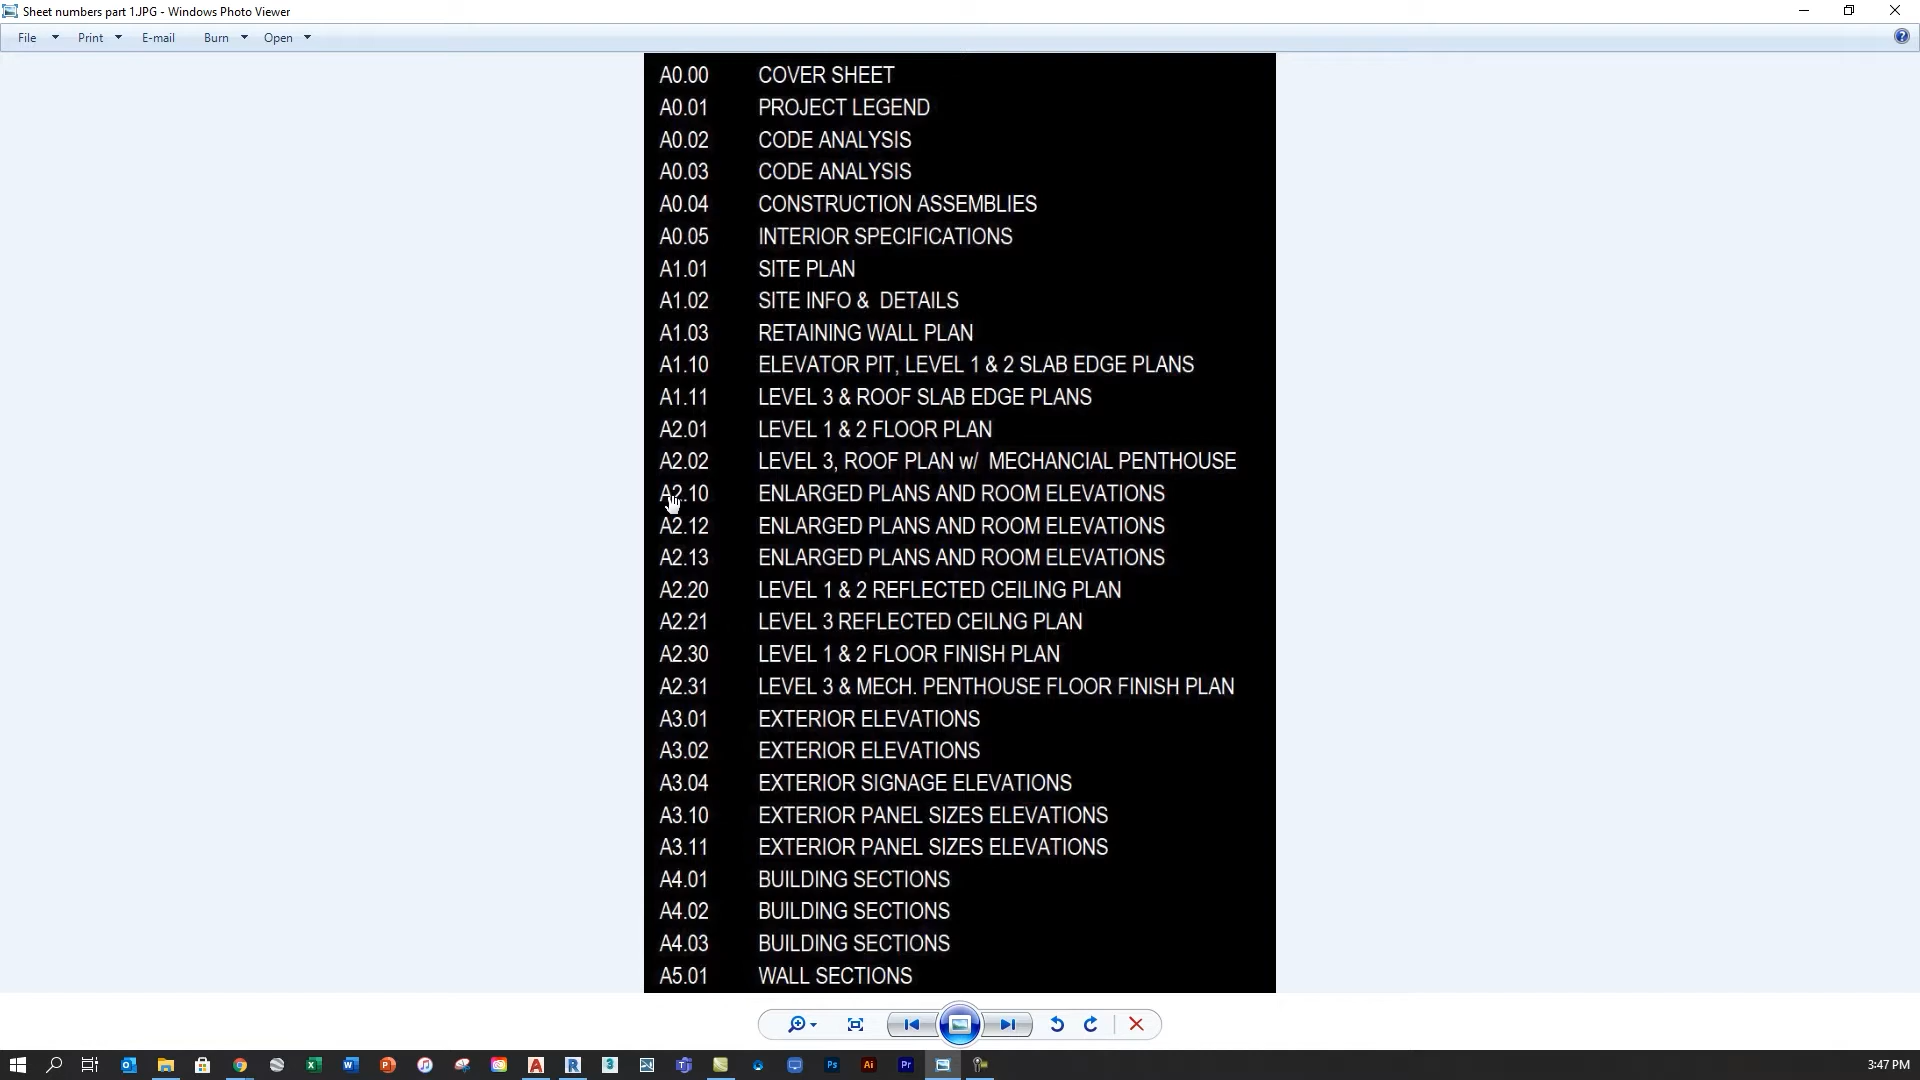 Sheet numbers part 1.JPG - Windows Photo Viewer
File Print E-mail Burn Open
A0.00 COVER SHEET
A0.01 PROJECT LEGEND
A0.02 CODE ANALYSIS
A0.03 CODE ANALYSIS
A0.04 CONSTRUCTION ASSEMBLIES
A0.05 INTERIOR SPECIFICATIONS
A1.01 SITE PLAN
A1.02 SITE INFO & DETAILS
A1.03 RETAINING WALL PLAN
A1.10 ELEVATOR PIT, LEVEL 1 & 2 SLAB EDGE PLANS
A1.11 LEVEL 3 & ROOF SLAB EDGE PLANS
A2.01 LEVEL 1 & 2 FLOOR PLAN
A2.02 LEVEL 3, ROOF PLAN w/ MECHANCIAL PENTHOUSE
A2.10 ENLARGED PLANS AND ROOM ELEVATIONS
A2.12 ENLARGED PLANS AND ROOM ELEVATIONS
A2.13 ENLARGED PLANS AND ROOM ELEVATIONS
A2.20 LEVEL 1 & 2 REFLECTED CEILING PLAN
A2.21 LEVEL 3 REFLECTED CEILNG PLAN
A2.30 LEVEL 1 & 2 FLOOR FINISH PLAN
A2.31 LEVEL 3 & MECH. PENTHOUSE FLOOR FINISH PLAN
A3.01 EXTERIOR ELEVATIONS
A3.02 EXTERIOR ELEVATIONS
A3.04 EXTERIOR SIGNAGE ELEVATIONS
A3.10 EXTERIOR PANEL SIZES ELEVATIONS
A3.11 EXTERIOR PANEL SIZES ELEVATIONS
A4.01 BUILDING SECTIONS
A4.02 BUILDING SECTIONS
A4.03 BUILDING SECTIONS
A5.01 WALL SECTIONS
3:47 PM